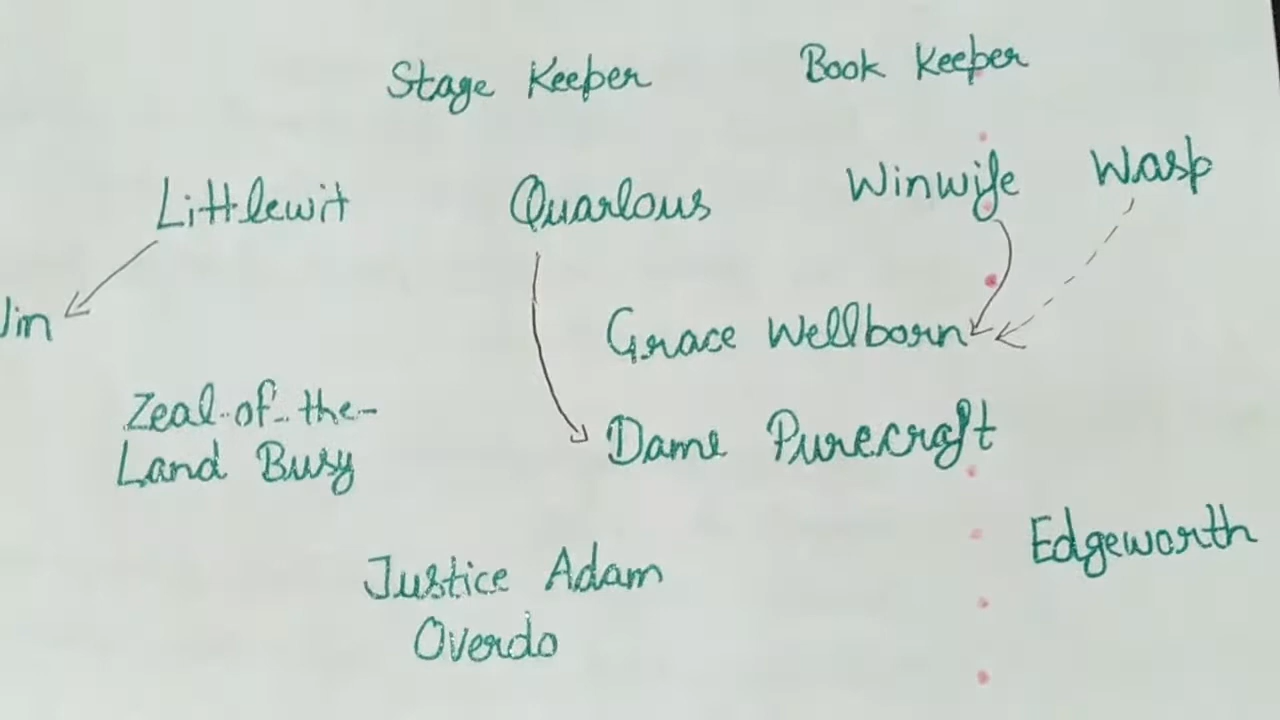 Stage Keeper
Book Keeper
Littlewit
Quarlous
Winwife
Wasp
Grace Wellborn
Zeal-of-the-
Land Busy
Dame Purecraft
Edgeworth
Justice Adam
Overdo